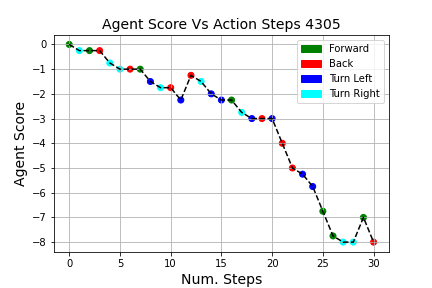 Agent Score Vs Action Steps 4305
Agent Score
0
−1
−2
−3
−4
−5
−6
−7
−8
Forward
Back
Turn Left
Turn Right
0 5 10 15 20 25 30
Num. Steps